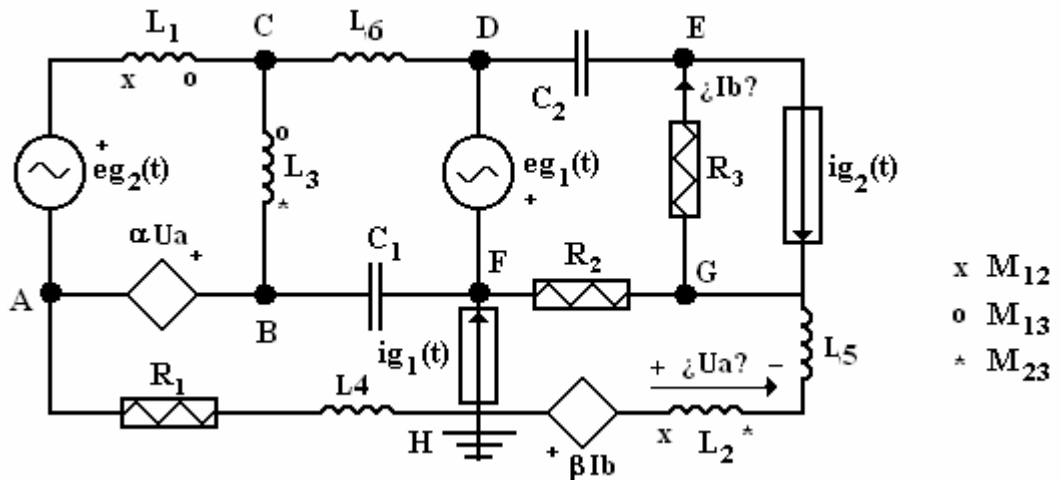 L₁ C L₆ D E
x o C₂ ¿Ib?
+ eg₂(t) o L₃ * eg₁(t) + R₃ ig₂(t)
αUa + C₁ F R₂ G
A B ig₁(t) L₅
x M₁₂
o M₁₃
* M₂₃
R₁ L4 + ¿Ua? −
H + βIb x L₂ *